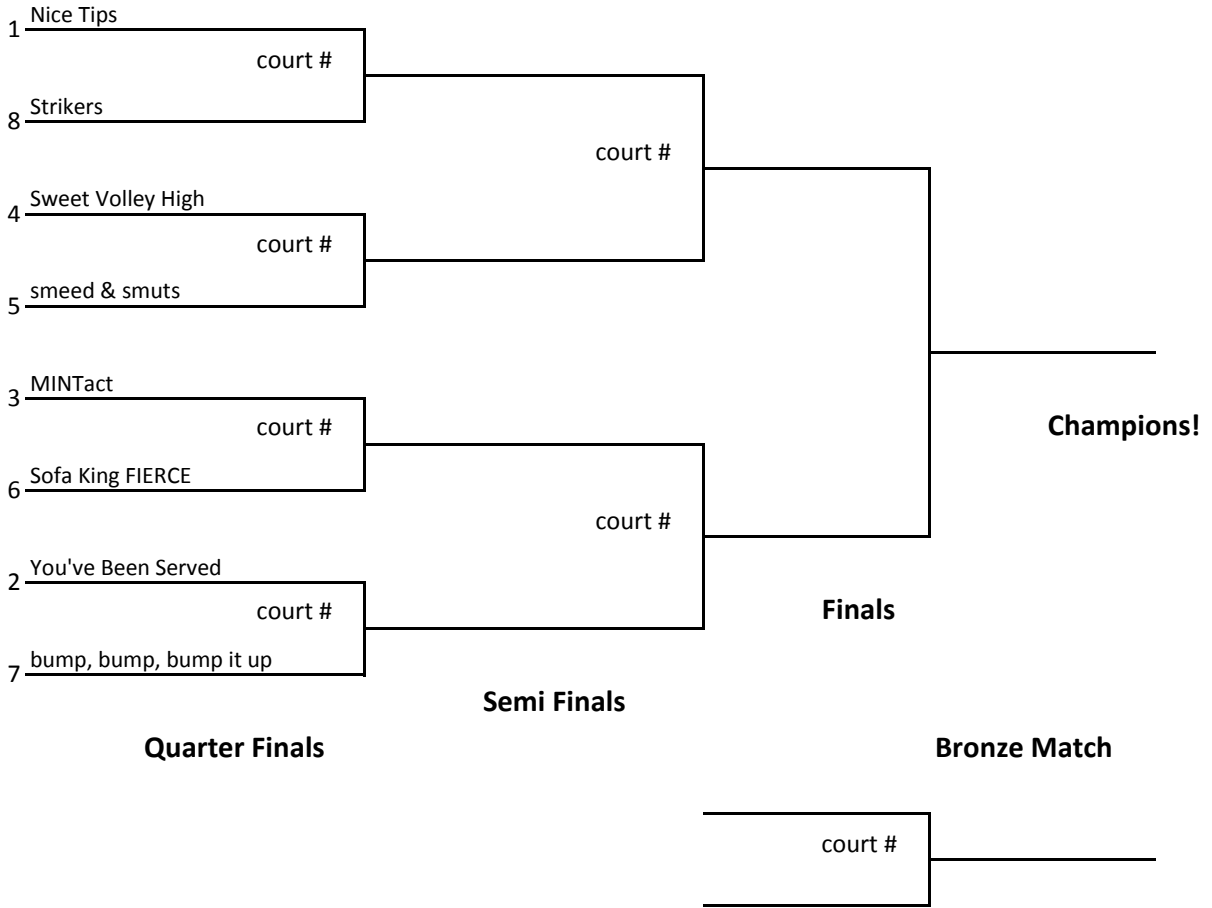 Nice Tips
1
court #
Strikers
8
court #
Sweet Volley High
4
court #
smeed & smuts
5
MINTact
3
court #
Champions!
Sofa King FIERCE
6
court #
You've Been Served
2
court #
Finals
bump, bump, bump it up
7
Semi Finals
Quarter Finals
Bronze Match
court #